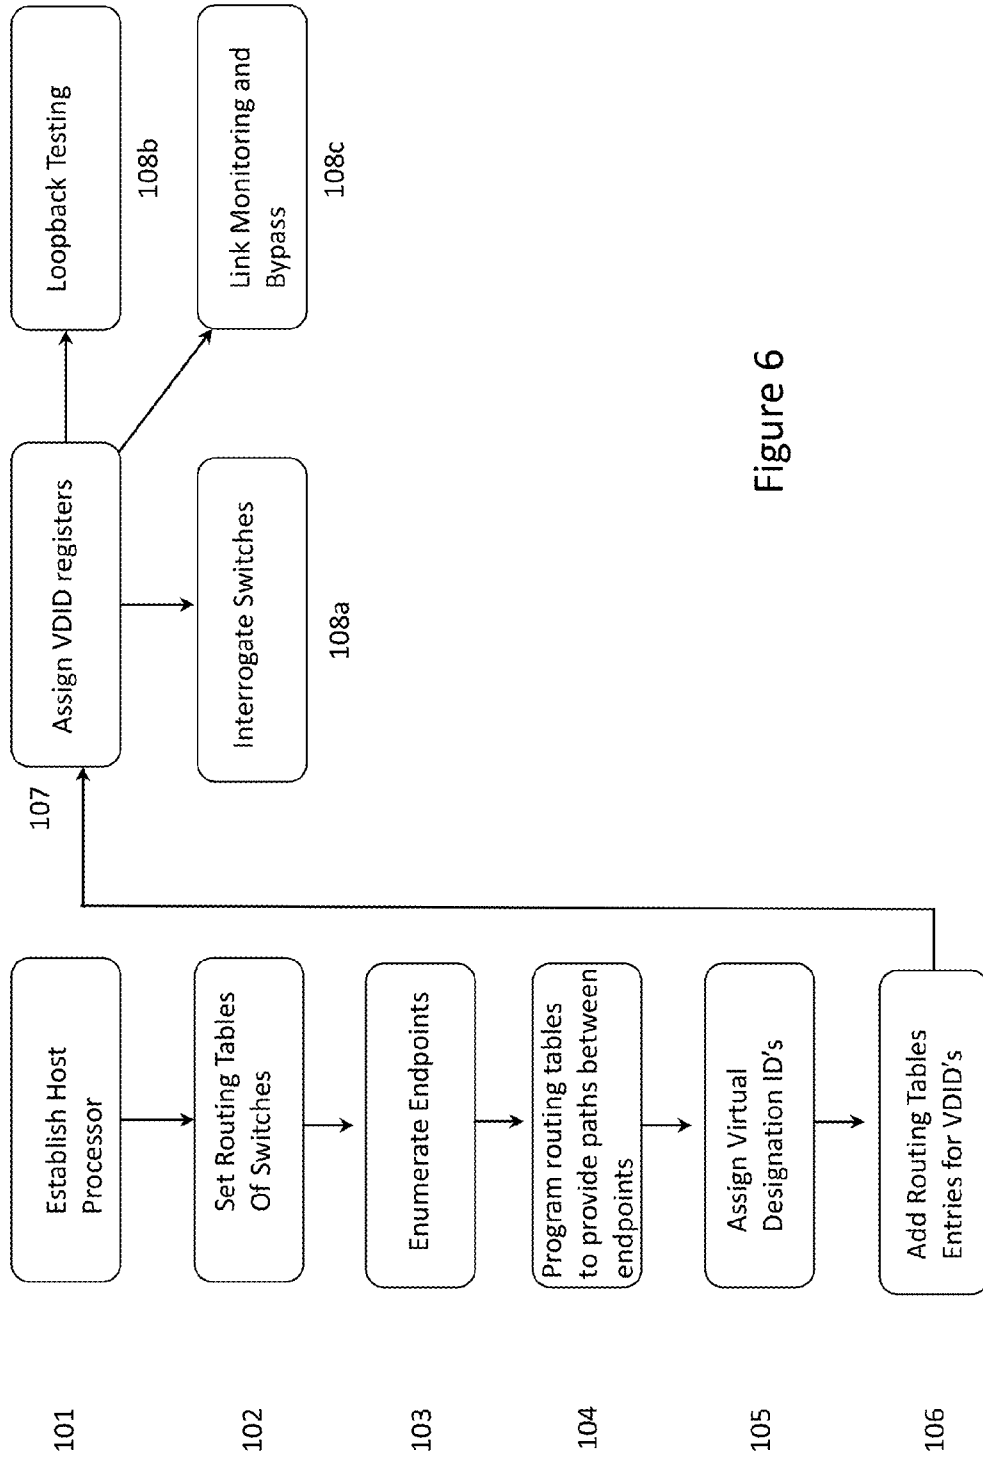 101
Establish Host
Processor
102
Set Routing Tables
Of Switches
103
Enumerate Endpoints
104
Program routing tables
to provide paths between
endpoints
105
Assign Virtual
Designation ID's
106
Add Routing Tables
Entries for VDID's
107
Assign VDID registers
Interrogate Switches
108a
Loopback Testing
108b
Link Monitoring and
Bypass
108c
Figure 6